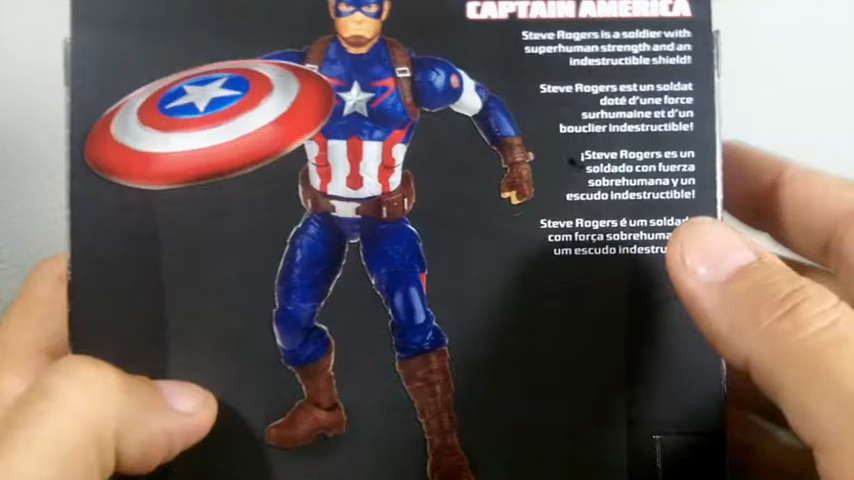 CAPTAIN AMERICA
Steve Rogers is a soldier with
superhuman strength and an
indestructible shield!
Steve Rogers est un soldat
doté d'une force
surhumaine et d'un
bouclier indestructible!
¡Steve Rogers es un
soldado con fuerza
sobrehumana y un
escudo indestructible!
Steve Rogers é um soldado
com força sobrehuma
um escudo indestru